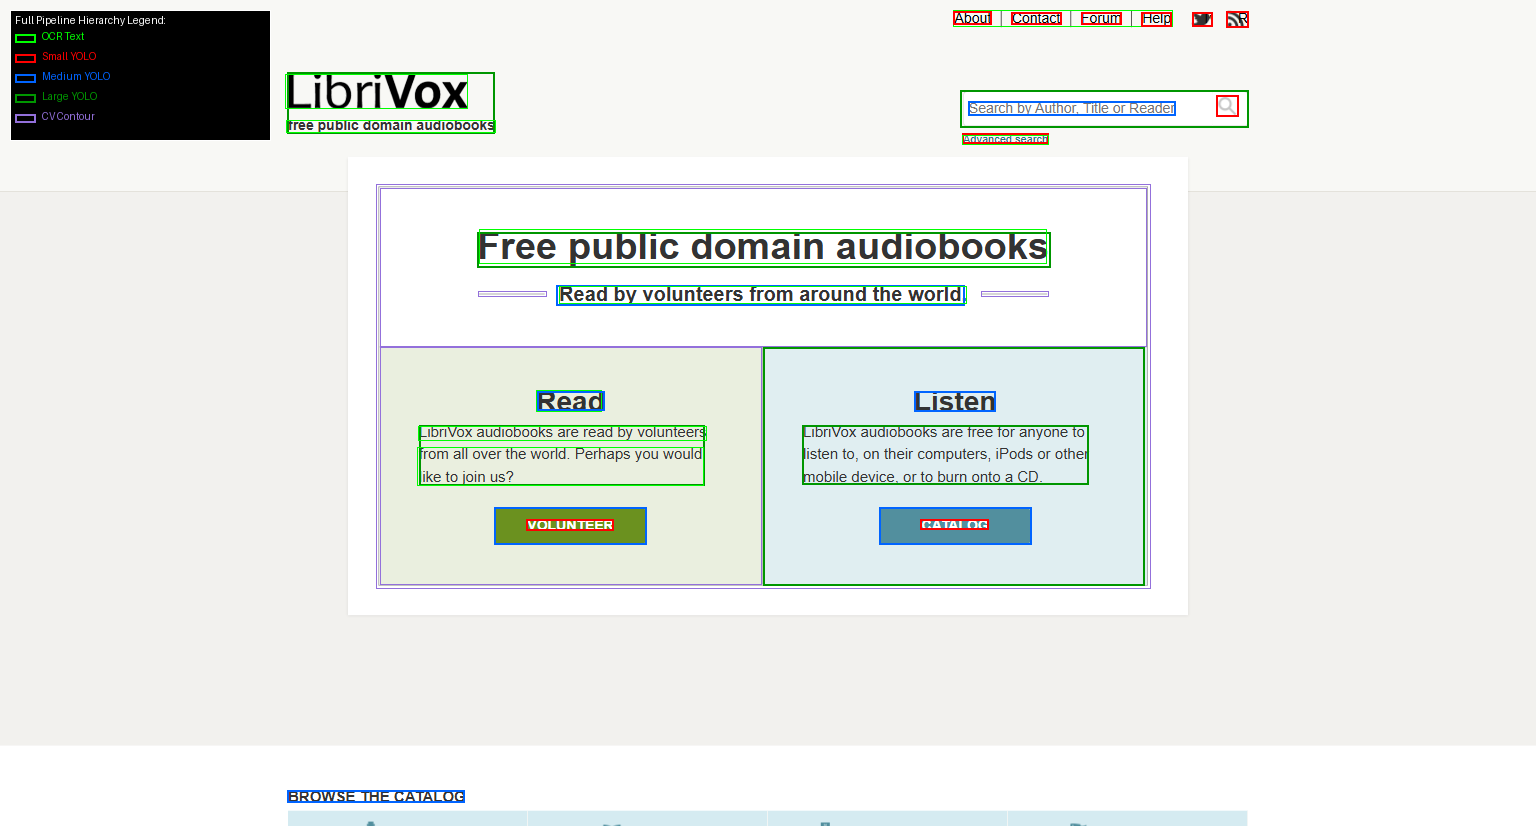 Full Pipeline Hierarchy Legend:
OCR Text
Small YOLO
Medium YOLO
Large YOLO
CV Contour
About Contact Forum Help R
LibriVox
free public domain audiobooks
Search by Author, Title or Reader
Advanced search
Free public domain audiobooks
Read by volunteers from around the world.
Read
LibriVox audiobooks are read by volunteers
from all over the world. Perhaps you would
like to join us?
VOLUNTEER
Listen
LibriVox audiobooks are free for anyone to
listen to, on their computers, iPods or other
mobile device, or to burn onto a CD.
CATALOG
BROWSE THE CATALOG